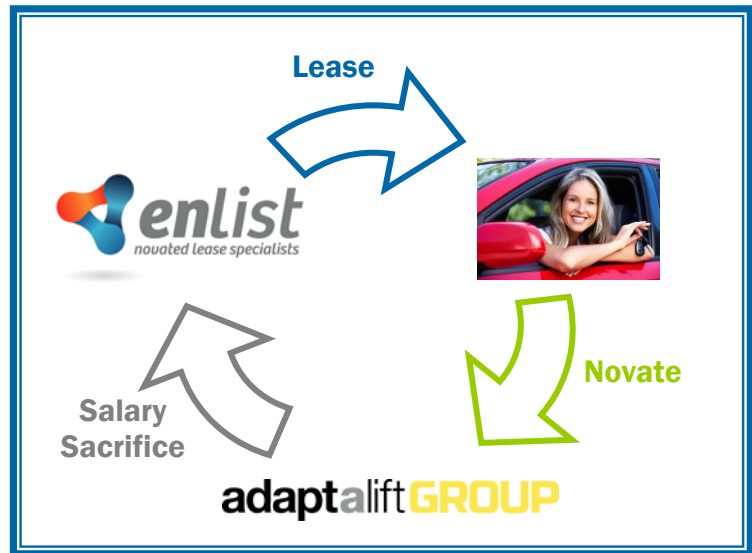 Lease
enlist
novated lease specialists
Novate
Salary
Sacrifice
adaptaliftGROUP